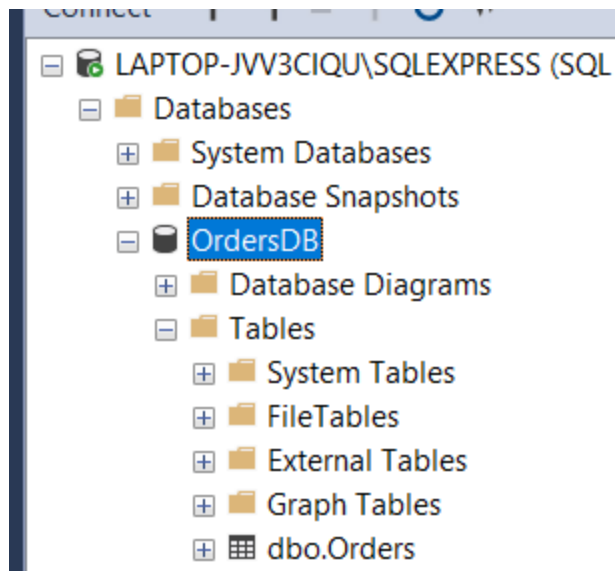 Connect
LAPTOP-JVV3CIQU\SQLEXPRESS (SQL
Databases
System Databases
Database Snapshots
OrdersDB
Database Diagrams
Tables
System Tables
FileTables
External Tables
Graph Tables
dbo.Orders